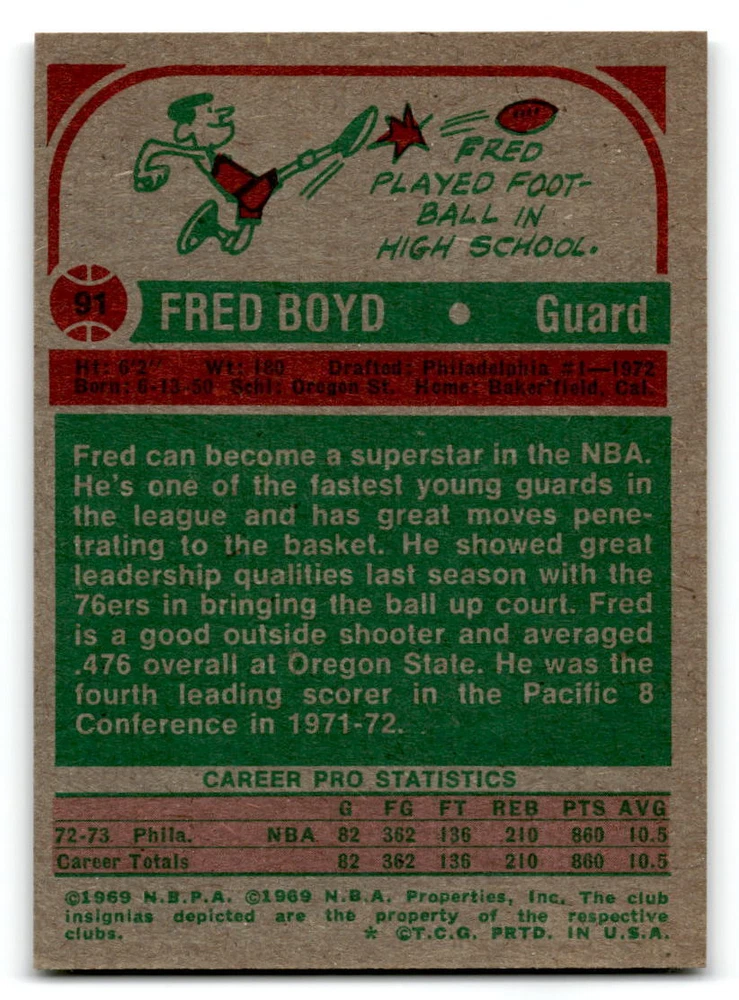 FRED
PLAYED FOOT-
BALL IN
HIGH SCHOOL.
91 FRED BOYD • Guard
Ht: 6'2" Wt: 180 Drafted: Philadelphia #1—1972
Born: 6-13-50 Schl: Oregon St. Home: Baker'field, Cal.
Fred can become a superstar in the NBA.
He's one of the fastest young guards in
the league and has great moves pene-
trating to the basket. He showed great
leadership qualities last season with the
76ers in bringing the ball up court. Fred
is a good outside shooter and averaged
.476 overall at Oregon State. He was the
fourth leading scorer in the Pacific 8
Conference in 1971-72.
CAREER PRO STATISTICS
G FG FT REB PTS AVG
72-73 Phila. NBA 82 362 136 210 860 10.5
Career Totals 82 362 136 210 860 10.5
©1969 N.B.P.A. ©1969 N.B.A. Properties, Inc. The club
insignias depicted are the property of the respective
clubs. * ©T.C.G. PRTD. IN U.S.A.